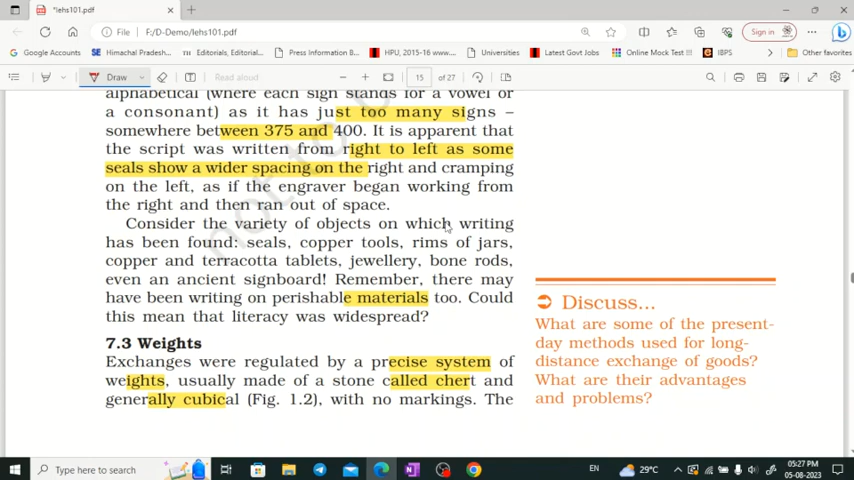 *lehs101.pdf
File
F:/D-Demo/lehs101.pdf
Sign in
Google Accounts
Himachal Pradesh...
Editorials, Editorial...
Press Information B...
HPU, 2015-16 www....
Universities
Latest Govt Jobs
Online Mock Test !!...
IBPS
Other favorites
Draw
Read aloud
15 of 27
alphabetical (where each sign stands for a vowel or
a consonant) as it has just too many signs –
somewhere between 375 and 400. It is apparent that
the script was written from right to left as some
seals show a wider spacing on the right and cramping
on the left, as if the engraver began working from
the right and then ran out of space.
Consider the variety of objects on which writing
has been found: seals, copper tools, rims of jars,
copper and terracotta tablets, jewellery, bone rods,
even an ancient signboard! Remember, there may
have been writing on perishable materials too. Could
this mean that literacy was widespread?
7.3 Weights
Exchanges were regulated by a precise system of
weights, usually made of a stone called chert and
generally cubical (Fig. 1.2), with no markings. The
Discuss...
What are some of the present-
day methods used for long-
distance exchange of goods?
What are their advantages
and problems?
not to
Type here to search
29°C
EN
05:27 PM
05-08-2023